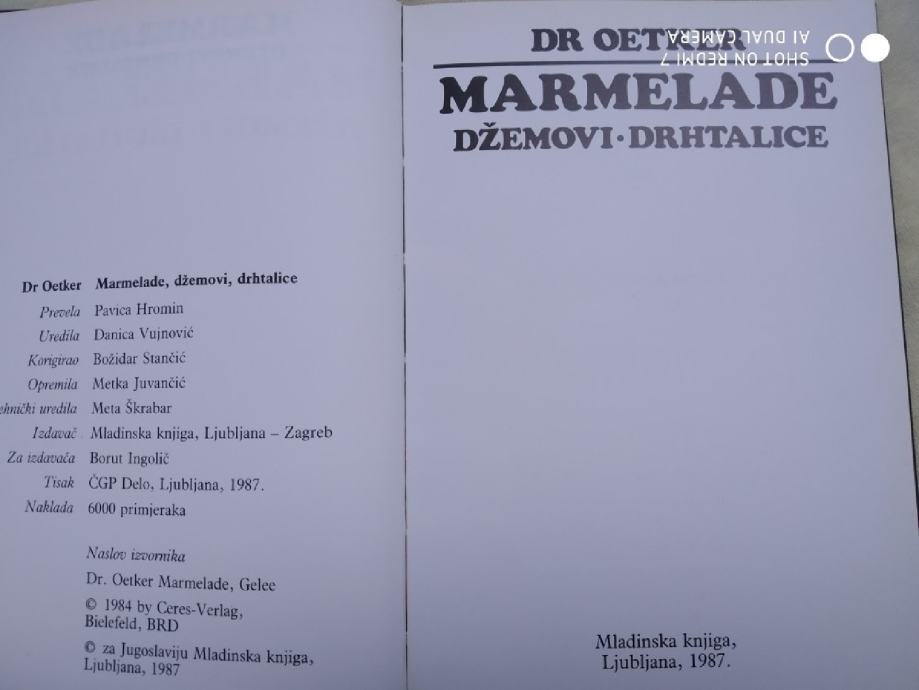 Dr Oetker Marmelade, džemovi, drhtalice
Prevela Pavica Hromin
Uredila Danica Vujnović
Korigirao Božidar Stančić
Opremila Metka Juvančić
ehnički uredila Meta Škrabar
Izdavač Mladinska knjiga, Ljubljana – Zagreb
Za izdavača Borut Ingolič
Tisak ČGP Delo, Ljubljana, 1987.
Naklada 6000 primjeraka
Naslov izvornika
Dr. Oetker Marmelade, Gelee
© 1984 by Ceres-Verlag,
Bielefeld, BRD
© za Jugoslaviju Mladinska knjiga,
Ljubljana, 1987
DR OETKER
MARMELADE
DŽEMOVI·DRHTALICE
Mladinska knjiga,
Ljubljana, 1987.
SHOT ON REDMI 7
AI DUAL CAMERA